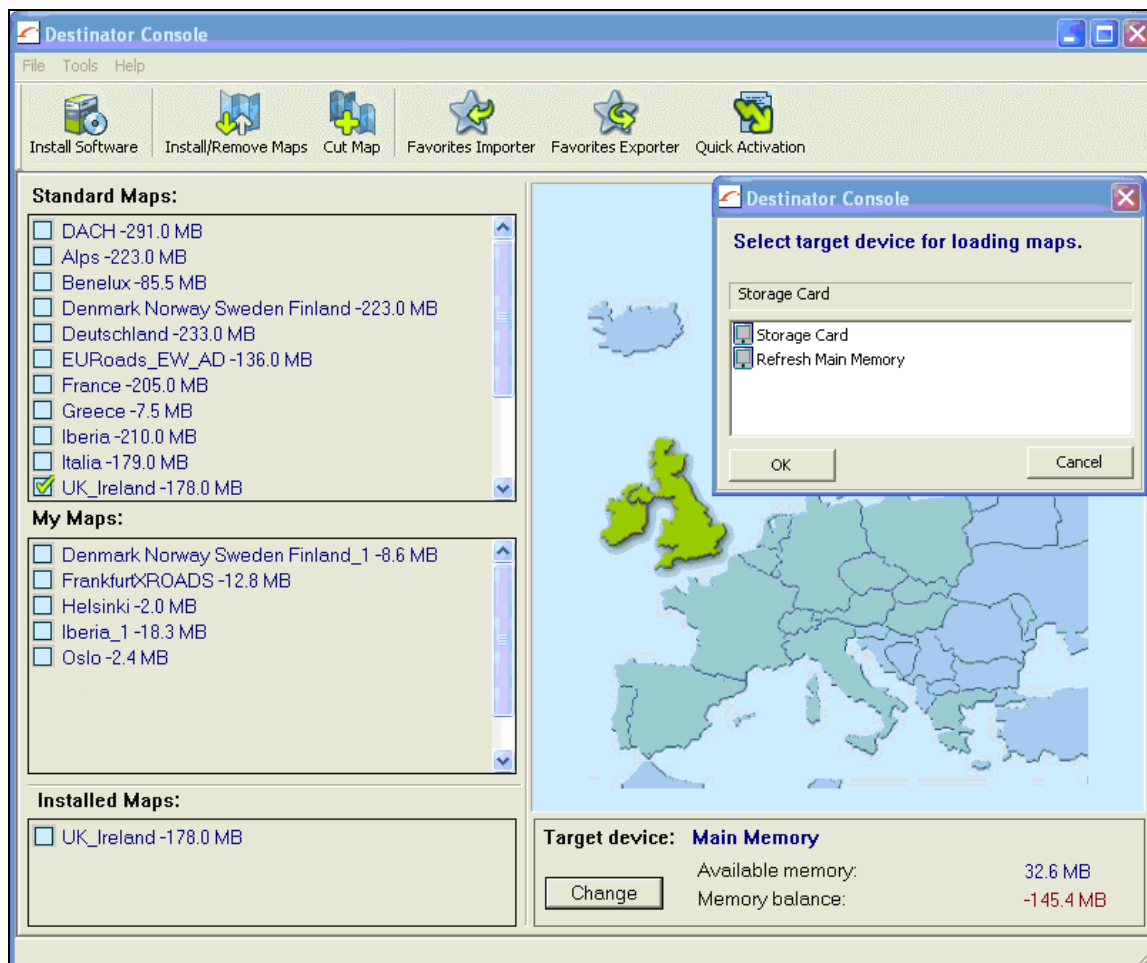 Destinator Console
File Tools Help
Install Software Install/Remove Maps Cut Map Favorites Importer Favorites Exporter Quick Activation
Standard Maps:
DACH -291.0 MB
Alps -223.0 MB
Benelux -85.5 MB
Denmark Norway Sweden Finland -223.0 MB
Deutschland -233.0 MB
EURoads_EW_AD -136.0 MB
France -205.0 MB
Greece -7.5 MB
Iberia -210.0 MB
Italia -179.0 MB
UK_Ireland -178.0 MB
My Maps:
Denmark Norway Sweden Finland_1 -8.6 MB
FrankfurtXROADS -12.8 MB
Helsinki -2.0 MB
Iberia_1 -18.3 MB
Oslo -2.4 MB
Installed Maps:
UK_Ireland -178.0 MB
Destinator Console
Select target device for loading maps.
Storage Card
Storage Card
Refresh Main Memory
OK Cancel
Target device: Main Memory
Available memory: 32.6 MB
Change
Memory balance: -145.4 MB